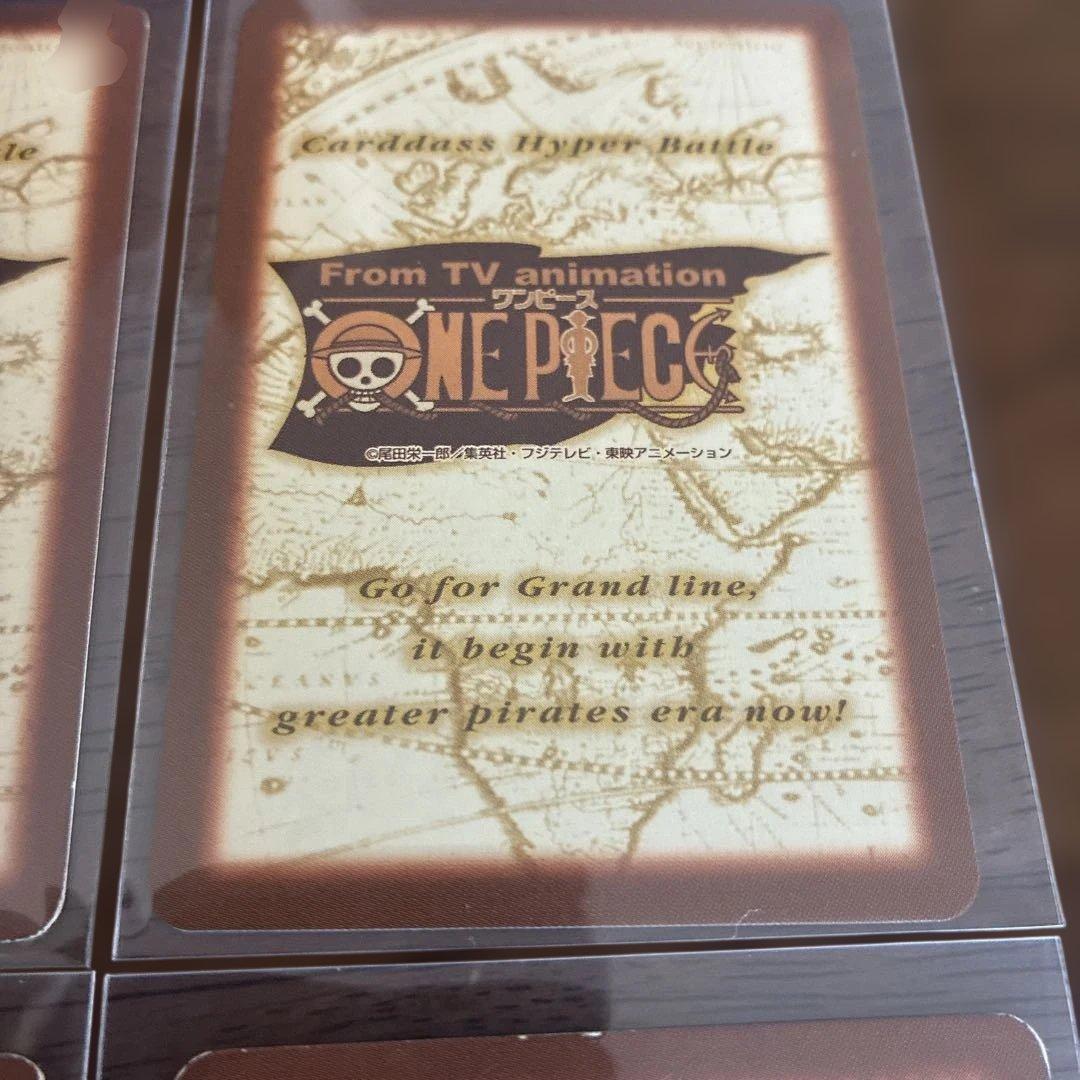 septentrio
le
Carddass Hyper Battle
From TV animation
ワンピース
ONE PIECE
©尾田栄一郎／集英社・フジテレビ・東映アニメーション
Go for Grand line,
it begin with
greater pirates era now!